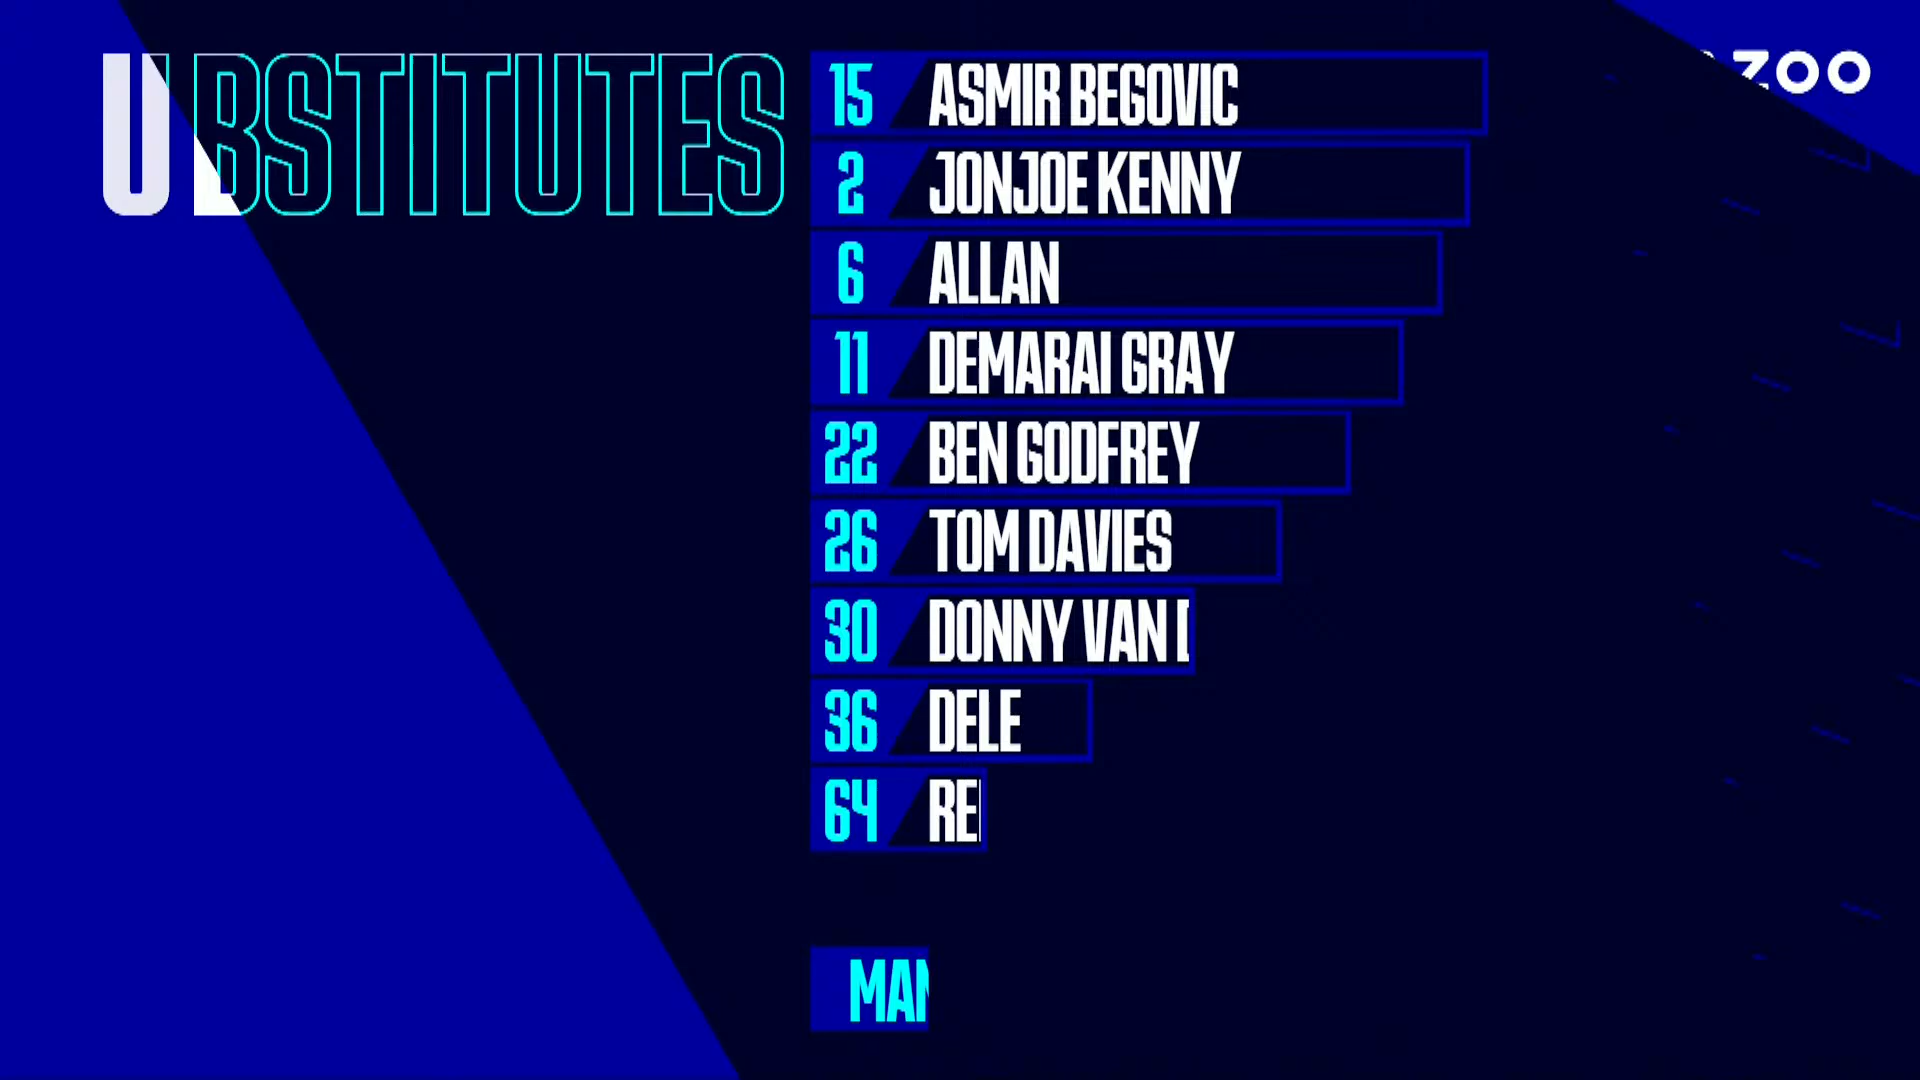 UBSTITUTES
ZOO
15 ASMIR BEGOVIC
2 JONJOE KENNY
6 ALLAN
11 DEMARAI GRAY
22 BEN GODFREY
26 TOM DAVIES
30 DONNY VAN D
36 DELE
64 RE
MAN